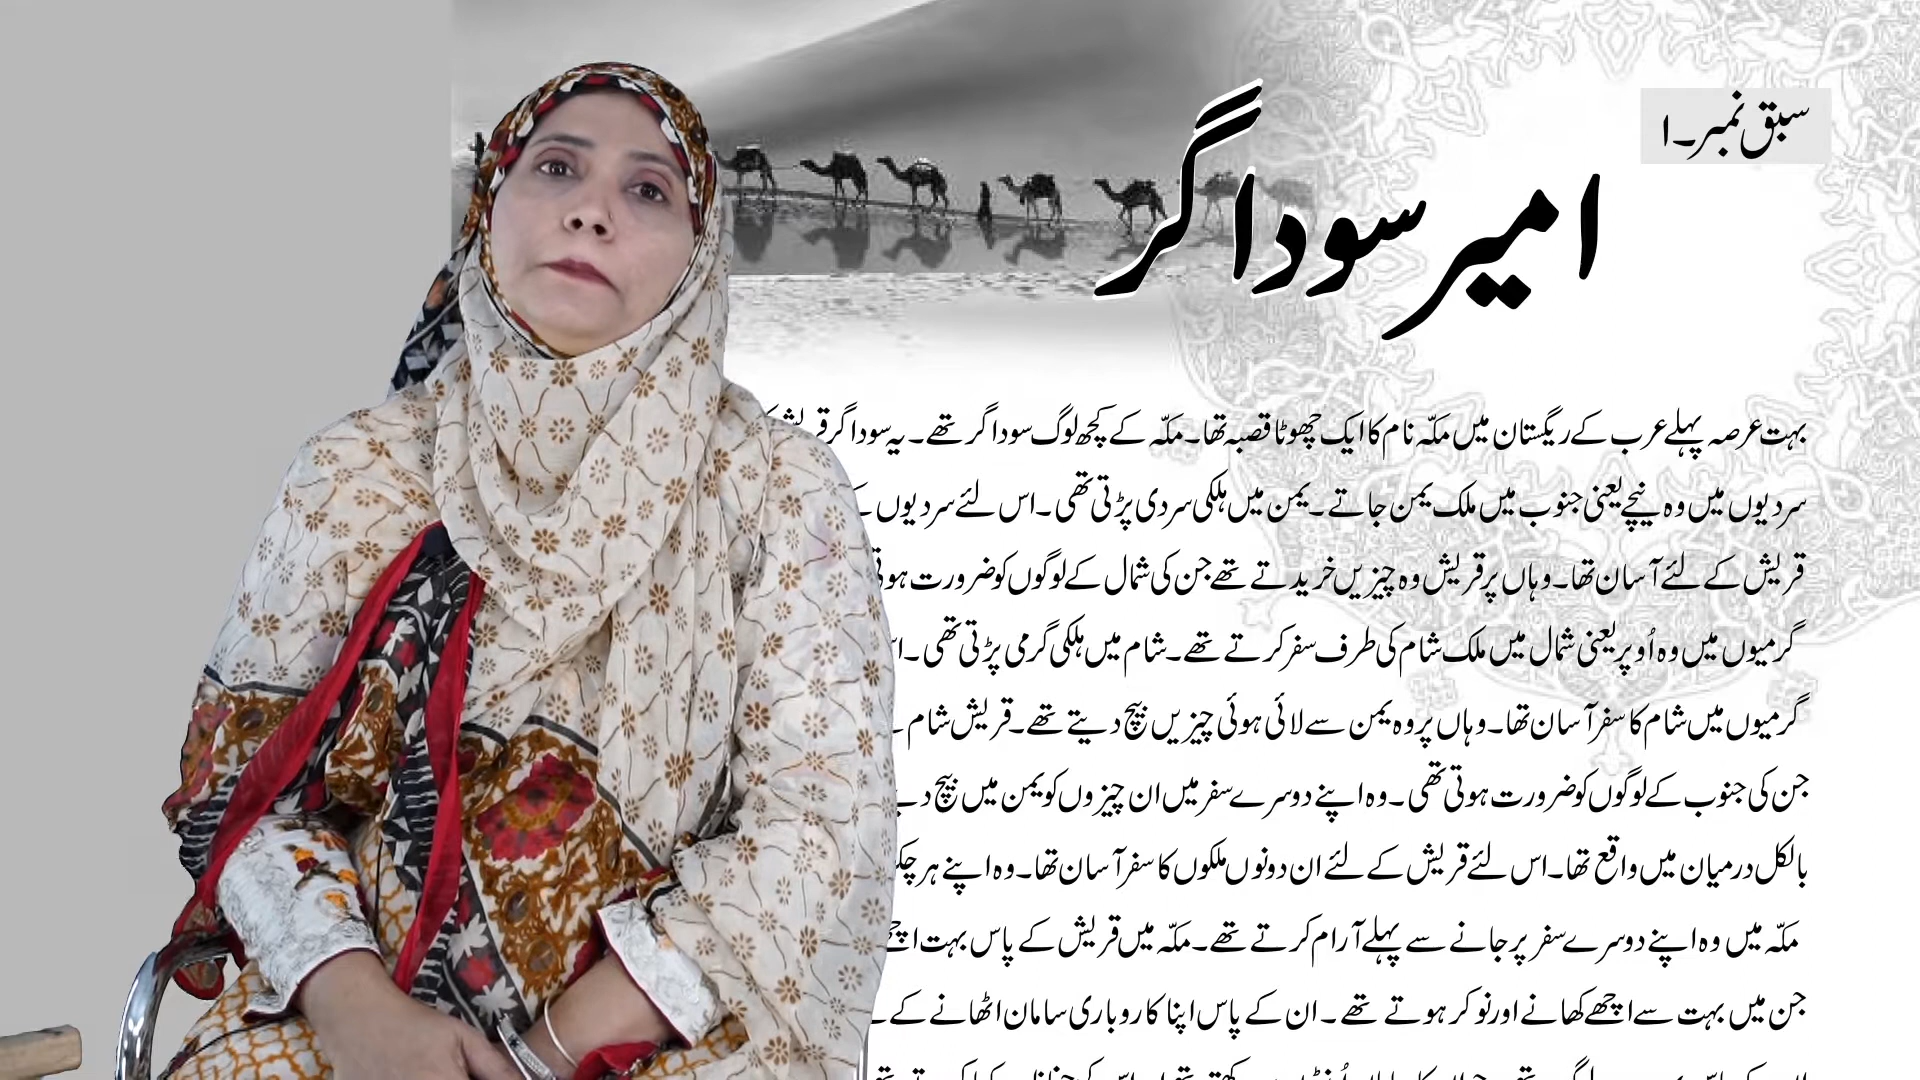 سبق نمبر۔۱
امیر سوداگر
بہت عرصہ پہلے عرب کے ریگستان میں مکّہ نام کا ایک چھوٹا قصبہ تھا۔ مکّہ کے کچھ لوگ سوداگر تھے۔ یہ سوداگر قریش
سردیوں میں وہ نیچے یعنی جنوب میں ملک یمن جاتے۔ یمن میں ہلکی سردی پڑتی تھی۔ اس لئے سردیوں
قریش کے لئے آسان تھا۔ وہاں پر قریش وہ چیزیں خریدتے تھے جن کی شمال کے لوگوں کو ضرورت ہوتی
گرمیوں میں وہ اُوپر یعنی شمال میں ملک شام کی طرف سفر کرتے تھے۔ شام میں ہلکی گرمی پڑتی تھی۔
گرمیوں میں شام کا سفر آسان تھا۔ وہاں پر وہ یمن سے لائی ہوئی چیزیں بیچ دیتے تھے۔ قریش شام
جن کی جنوب کے لوگوں کو ضرورت ہوتی تھی۔ وہ اپنے دوسرے سفر میں ان چیزوں کو یمن میں بیچ
بالکل درمیان میں واقع تھا۔ اس لئے قریش کے لئے ان دونوں ملکوں کا سفر آسان تھا۔ وہ اپنے ہر
مکّہ میں وہ اپنے دوسرے سفر پر جانے سے پہلے آرام کرتے تھے۔ مکّہ میں قریش کے پاس بہت
جن میں بہت سے اچھے کھانے اور نوکر ہوتے تھے۔ ان کے پاس اپنا کاروباری سامان اٹھانے کے